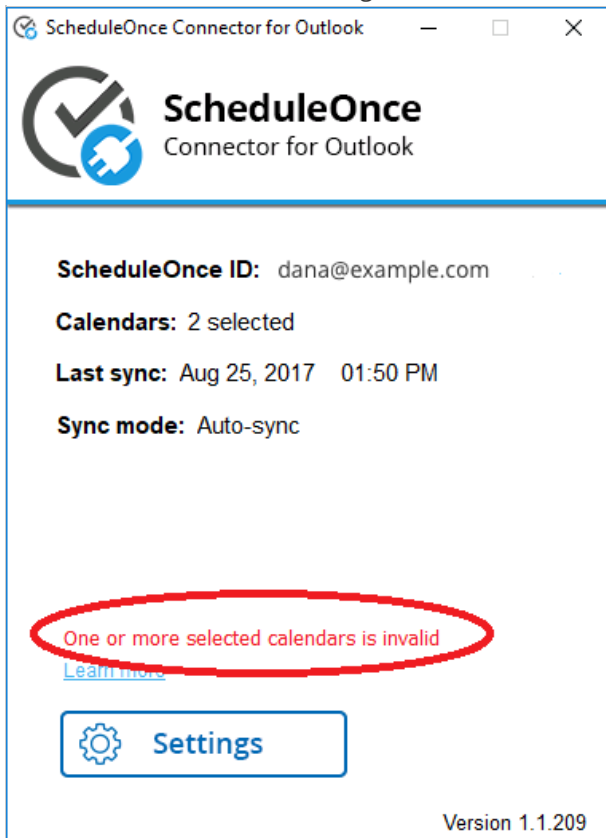 ScheduleOnce Connector for Outlook
ScheduleOnce
Connector for Outlook
ScheduleOnce ID: dana@example.com
Calendars: 2 selected
Last sync: Aug 25, 2017 01:50 PM
Sync mode: Auto-sync
One or more selected calendars is invalid
Learn more
Settings
Version 1.1.209